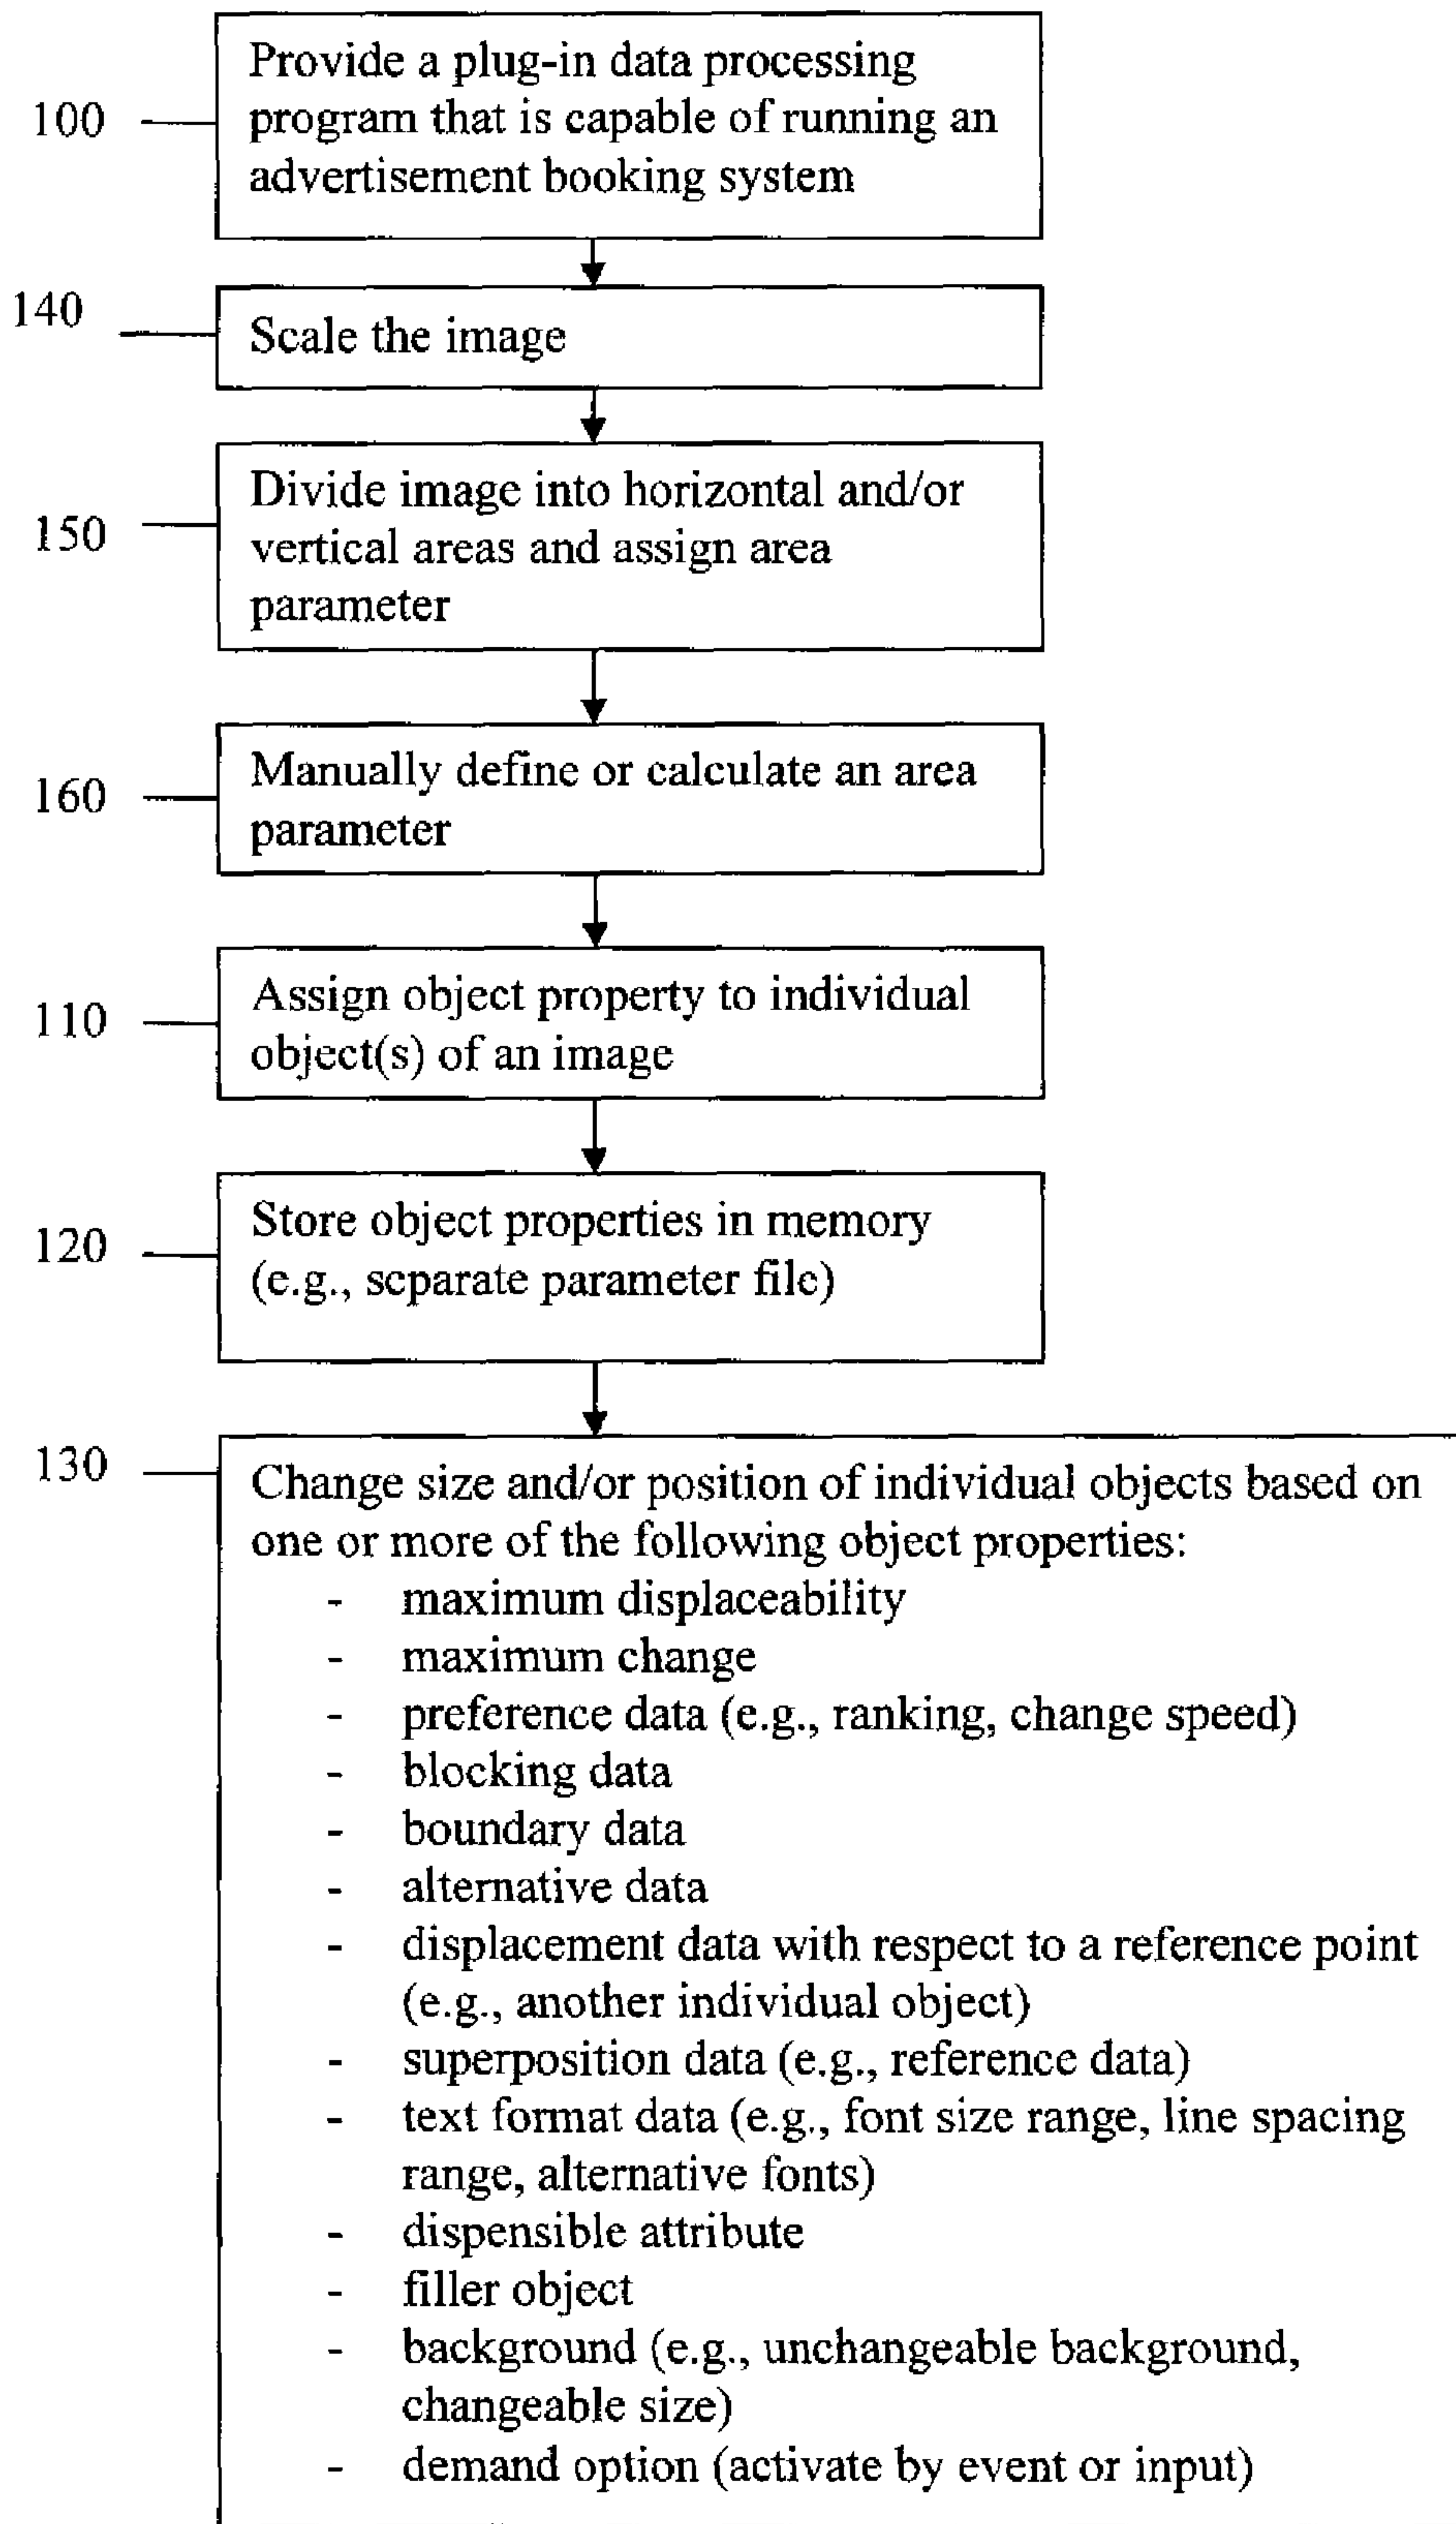 100
Provide a plug-in data processing
program that is capable of running an
advertisement booking system
140
Scale the image
150
Divide image into horizontal and/or
vertical areas and assign area
parameter
160
Manually define or calculate an area
parameter
110
Assign object property to individual
object(s) of an image
120
Store object properties in memory
(e.g., separate parameter file)
130
Change size and/or position of individual objects based on
one or more of the following object properties:
- maximum displaceability
- maximum change
- preference data (e.g., ranking, change speed)
- blocking data
- boundary data
- alternative data
- displacement data with respect to a reference point
(e.g., another individual object)
- superposition data (e.g., reference data)
- text format data (e.g., font size range, line spacing
range, alternative fonts)
- dispensible attribute
- filler object
- background (e.g., unchangeable background,
changeable size)
- demand option (activate by event or input)